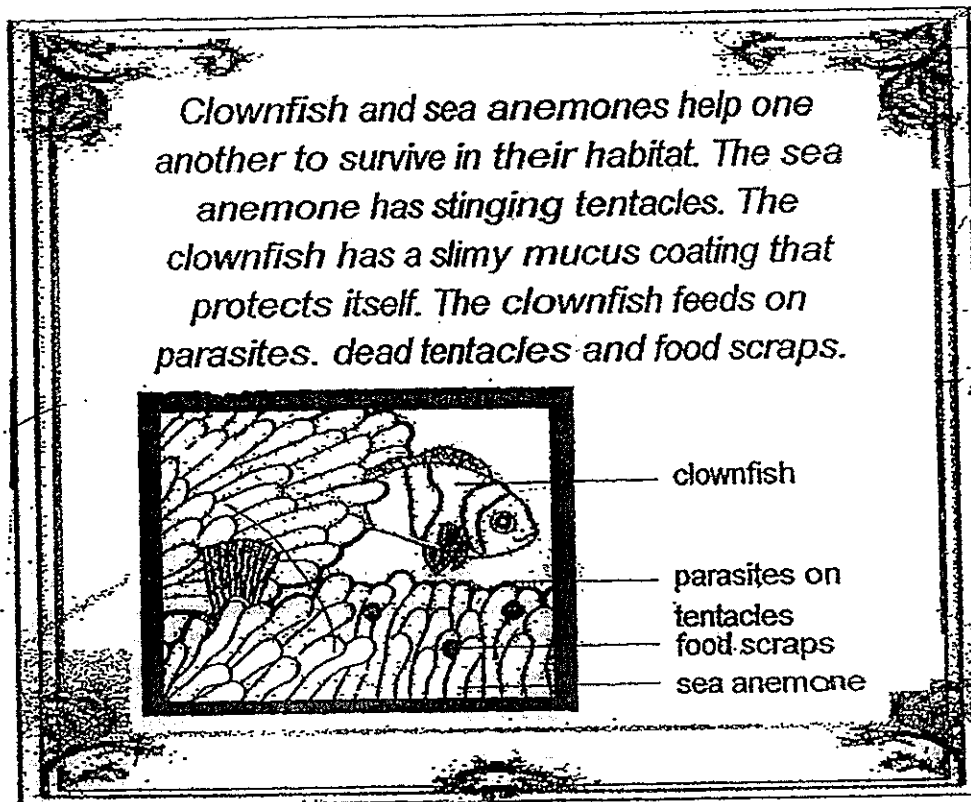 Clownfish and sea anemones help one
another to survive in their habitat. The sea
anemone has stinging tentacles. The
clownfish has a slimy mucus coating that
protects itself. The clownfish feeds on
parasites. dead tentacles and food scraps.
clownfish
parasites on
tentacles
food scraps
sea anemone